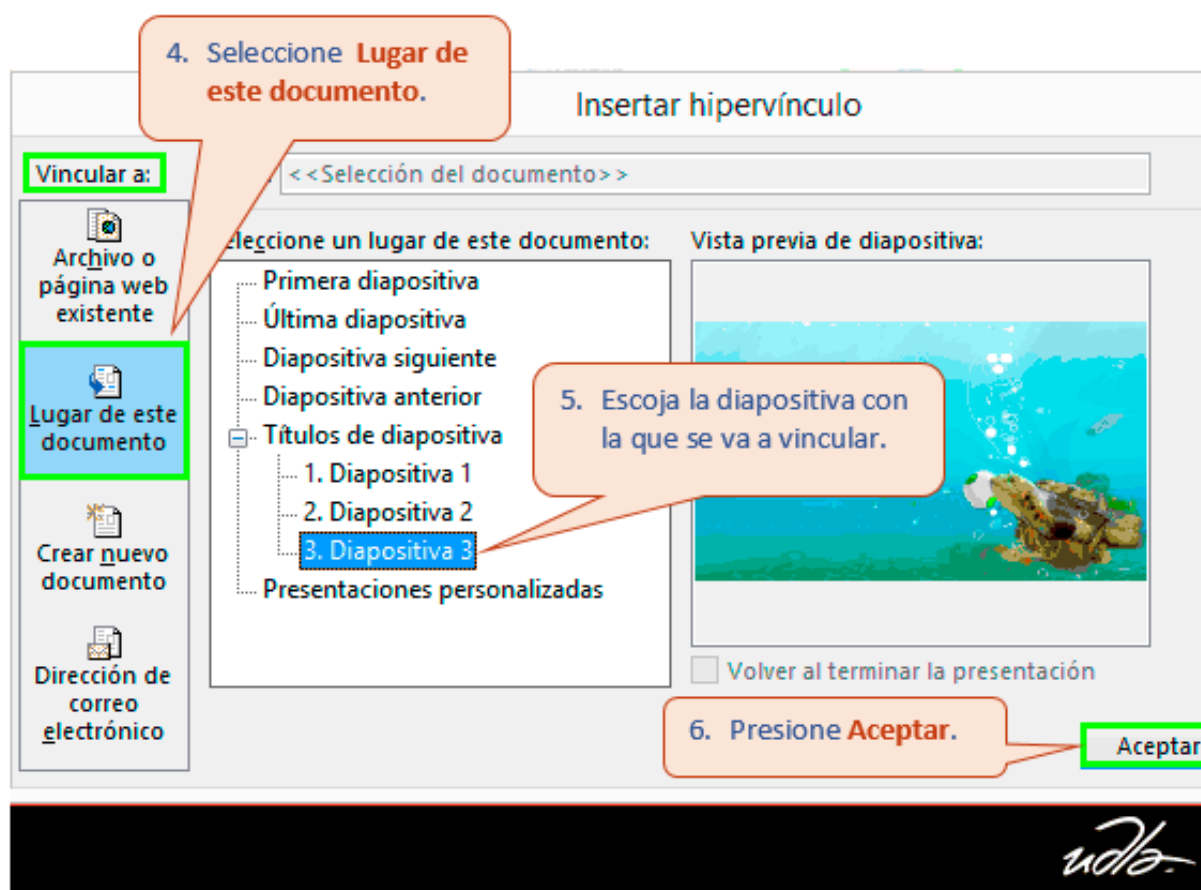 4. Seleccione Lugar de
este documento.
Insertar hipervínculo
Vincular a:
<<Selección del documento>>
Archivo o
página web
existente
Lugar de este
documento
Crear nuevo
documento
Dirección de
correo
electrónico
eleccione un lugar de este documento:
Primera diapositiva
Última diapositiva
Diapositiva siguiente
Diapositiva anterior
Títulos de diapositiva
1. Diapositiva 1
2. Diapositiva 2
3. Diapositiva 3
Presentaciones personalizadas
5. Escoja la diapositiva con
la que se va a vincular.
Vista previa de diapositiva:
Volver al terminar la presentación
6. Presione Aceptar.
Aceptar
udb.